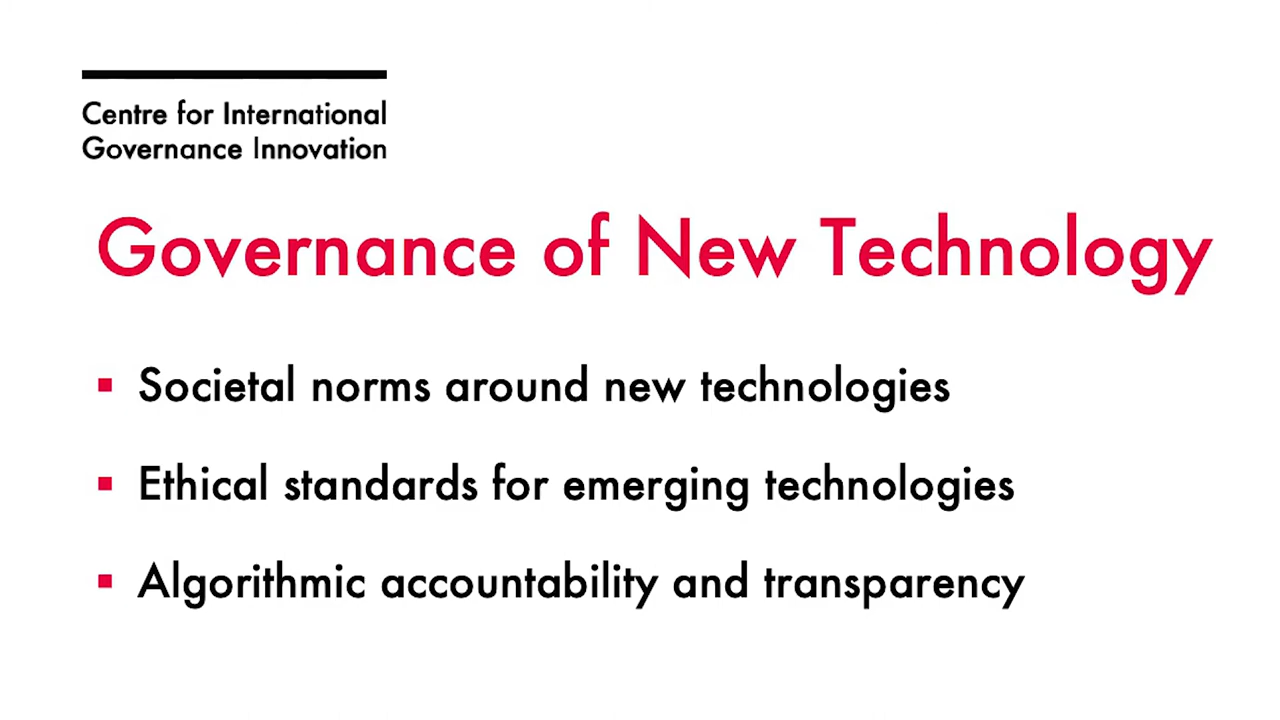 Centre for International
Governance Innovation
Governance of New Technology
▪ Societal norms around new technologies
▪ Ethical standards for emerging technologies
▪ Algorithmic accountability and transparency